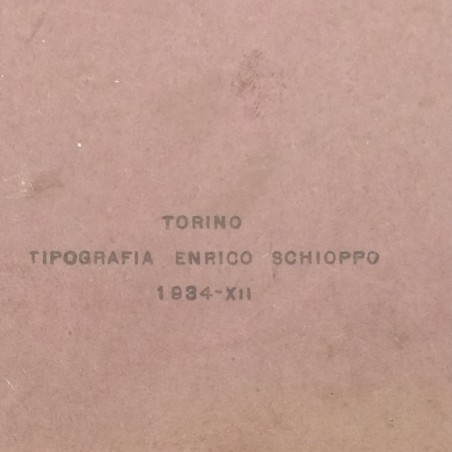 TORINO
TIPOGRAFIA ENRICO SCHIOPPO
1934-XII